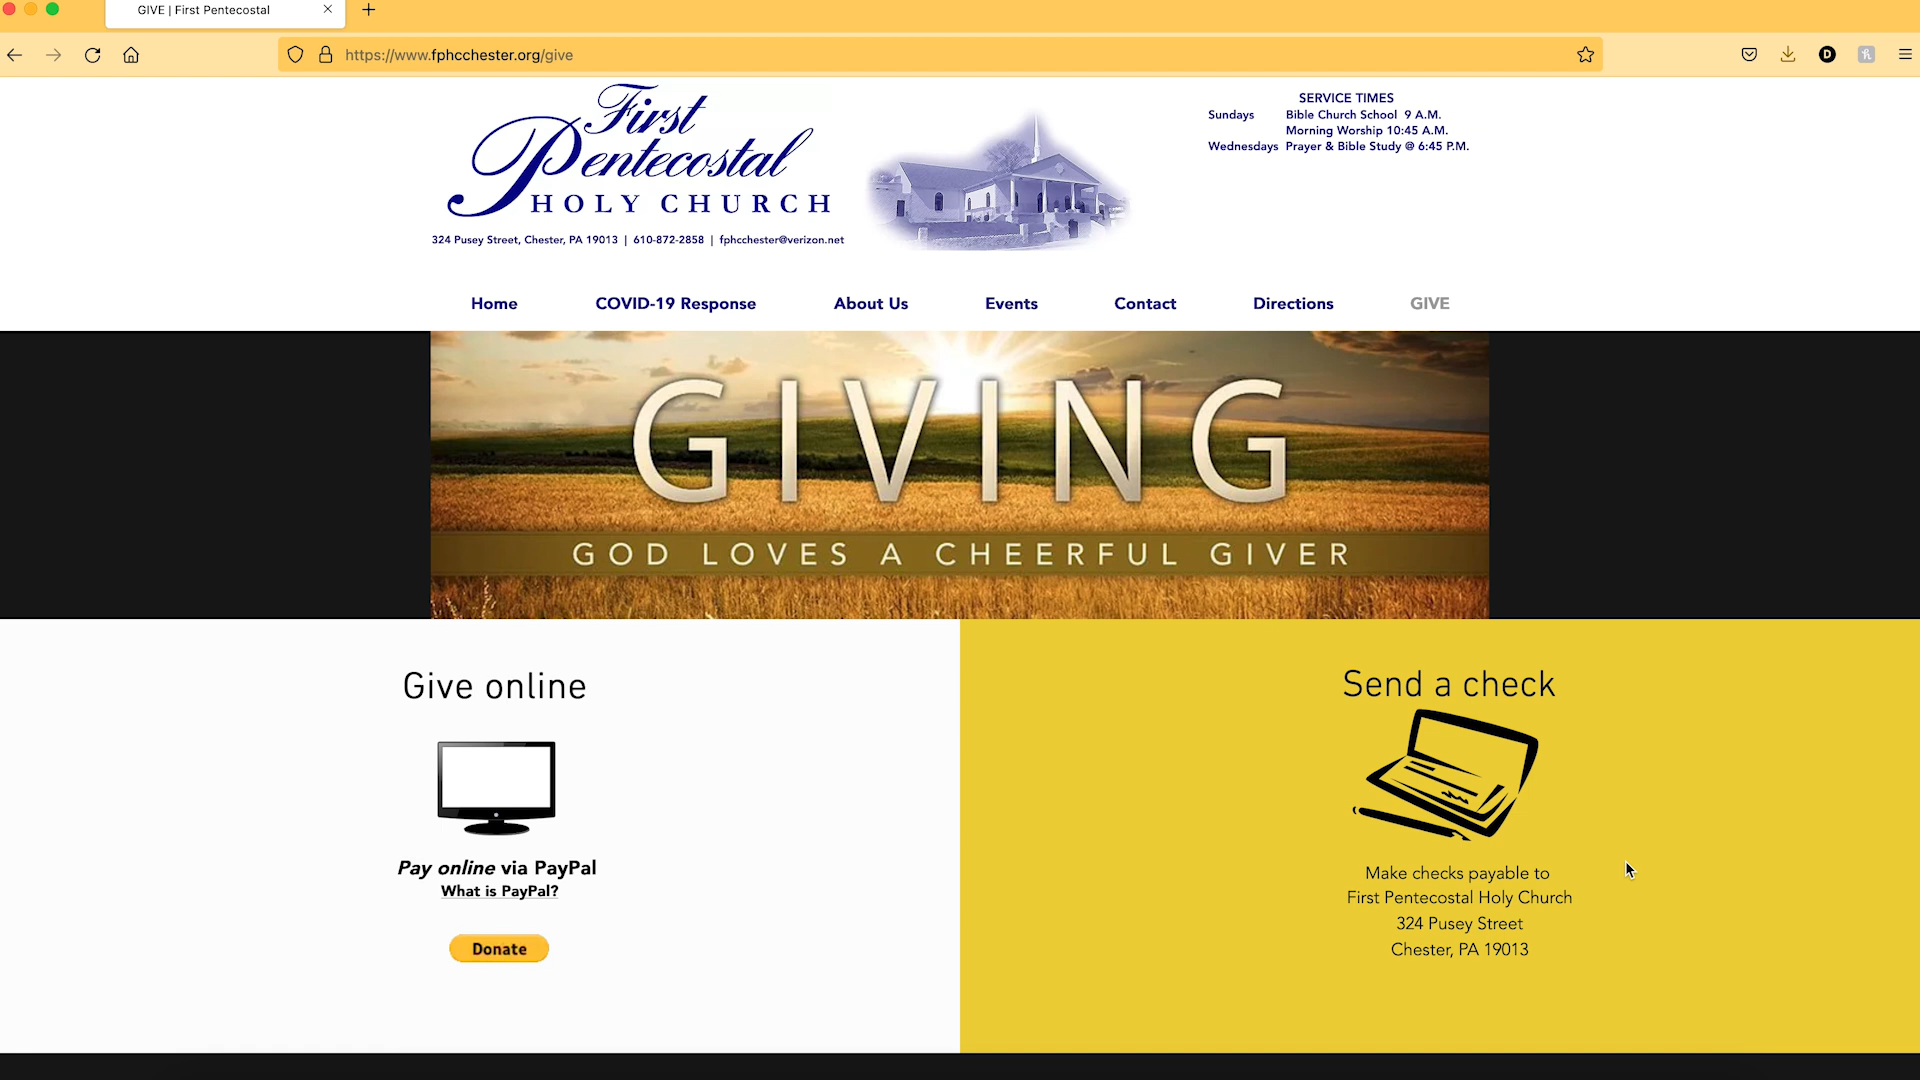 GIVE | First Pentecostal
https://www.fphcchester.org/give
First
Pentecostal
HOLY CHURCH
324 Pusey Street, Chester, PA 19013 | 610-872-2858 | fphcchester@verizon.net
SERVICE TIMES
Sundays Bible Church School 9 A.M.
Morning Worship 10:45 A.M.
Wednesdays Prayer & Bible Study @ 6:45 P.M.
Home COVID-19 Response About Us Events Contact Directions GIVE
GIVING
GOD LOVES A CHEERFUL GIVER
Give online
Pay online via PayPal
What is PayPal?
Donate
Send a check
Make checks payable to
First Pentecostal Holy Church
324 Pusey Street
Chester, PA 19013